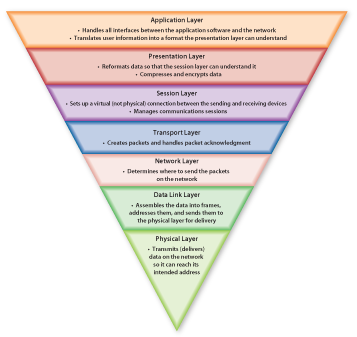 Application Layer
• Handles all interfaces between the application software and the network
• Translates user information into a format the presentation layer can understand
Presentation Layer
• Reformats data so that the session layer can understand it
• Compresses and encrypts data
Session Layer
• Sets up a virtual (not physical) connection between the sending and receiving devices
• Manages communications sessions
Transport Layer
• Creates packets and handles packet acknowledgment
Network Layer
• Determines where to send the packets
on the network
Data Link Layer
• Assembles the data into frames,
addresses them, and sends them to
the physical layer for delivery
Physical Layer
• Transmits (delivers)
data on the network
so it can reach its
intended address